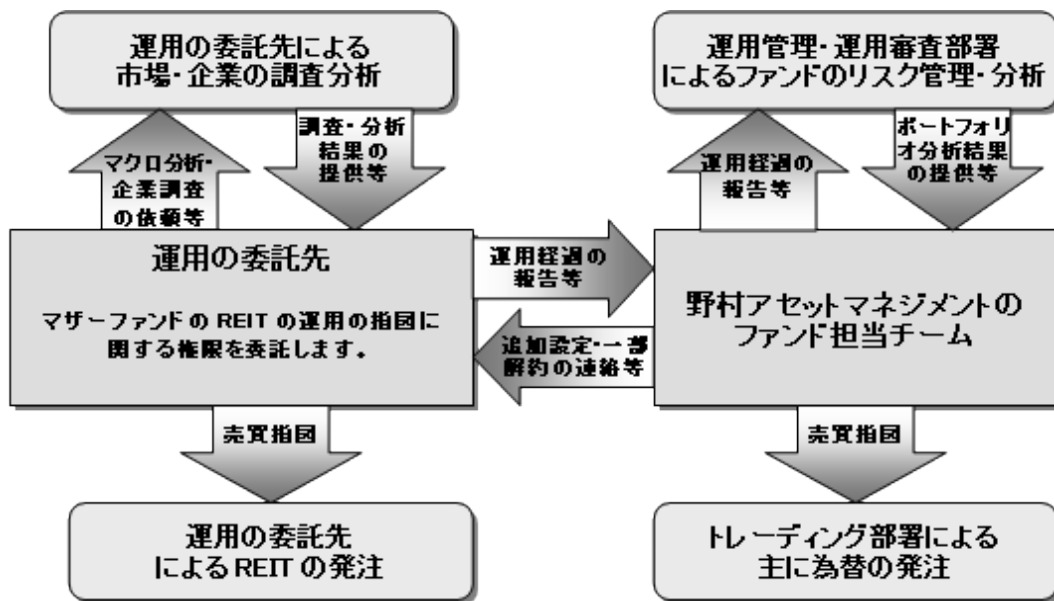 運用の委託先による
市場・企業の調査分析
運用管理・運用審査部署
によるファンドのリスク管理・分析
マクロ分析・
企業調査
の依頼等
調査・分析
結果の
提供等
運用経過の
報告等
ポートフォリ
オ分析結果
の提供等
運用の委託先
マザーファンドの REIT の運用の指図に
関する権限を委託します。
運用経過の
報告等
追加設定・一部
解約の連絡等
野村アセットマネジメントの
ファンド担当チーム
売買指図
売買指図
運用の委託先
による REIT の発注
トレーディング部署による
主に為替の発注